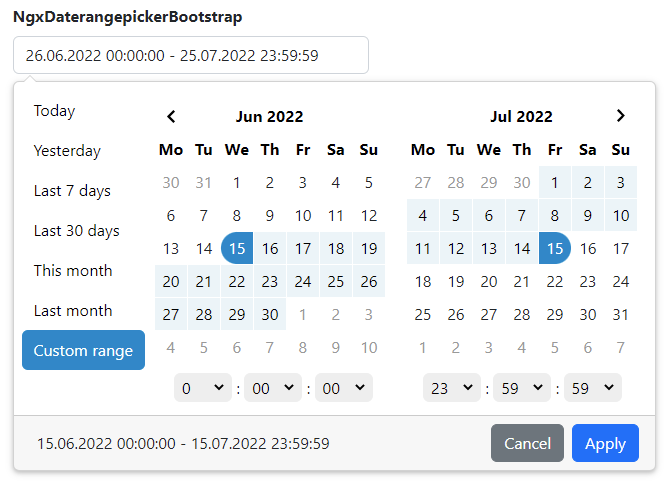 NgxDaterangepickerBootstrap
26.06.2022 00:00:00 - 25.07.2022 23:59:59
Today
Yesterday
Last 7 days
Last 30 days
This month
Last month
Custom range
Jun 2022
Mo Tu We Th Fr Sa Su
30 31 1 2 3 4 5
6 7 8 9 10 11 12
13 14 15 16 17 18 19
20 21 22 23 24 25 26
27 28 29 30 1 2 3
4 5 6 7 8 9 10
0 : 00 : 00
Jul 2022
Mo Tu We Th Fr Sa Su
27 28 29 30 1 2 3
4 5 6 7 8 9 10
11 12 13 14 15 16 17
18 19 20 21 22 23 24
25 26 27 28 29 30 31
1 2 3 4 5 6 7
23 : 59 : 59
15.06.2022 00:00:00 - 15.07.2022 23:59:59
Cancel
Apply